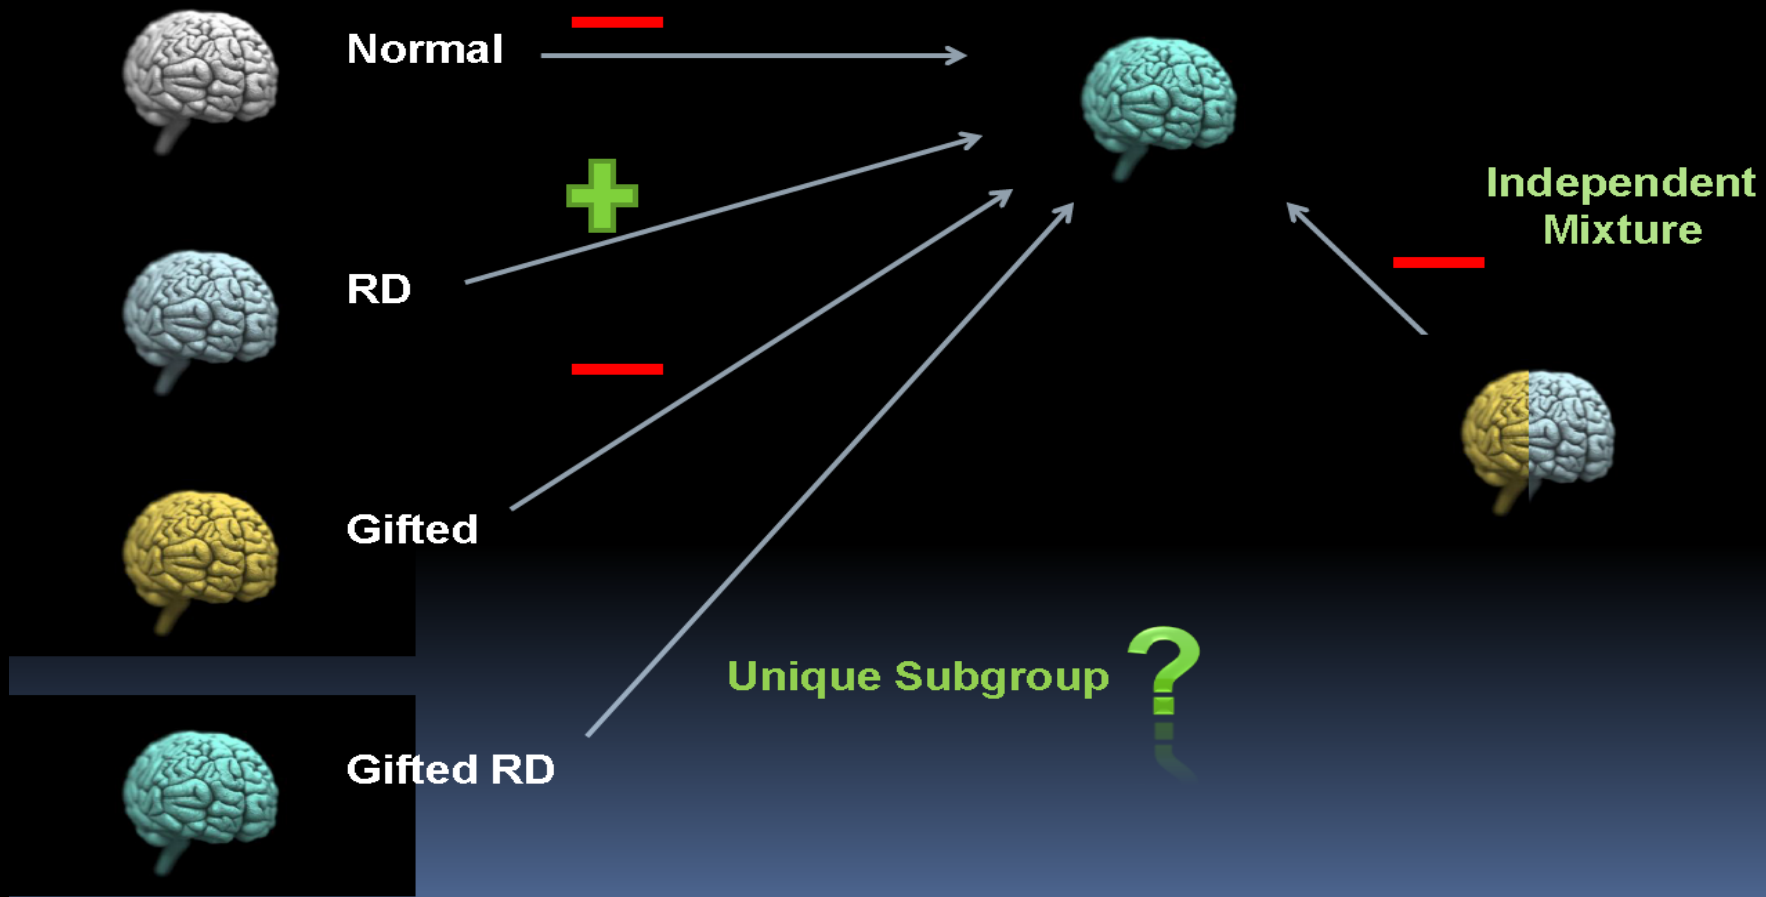 Normal
Independent
Mixture
RD
Gifted
Unique Subgroup ?
Gifted RD